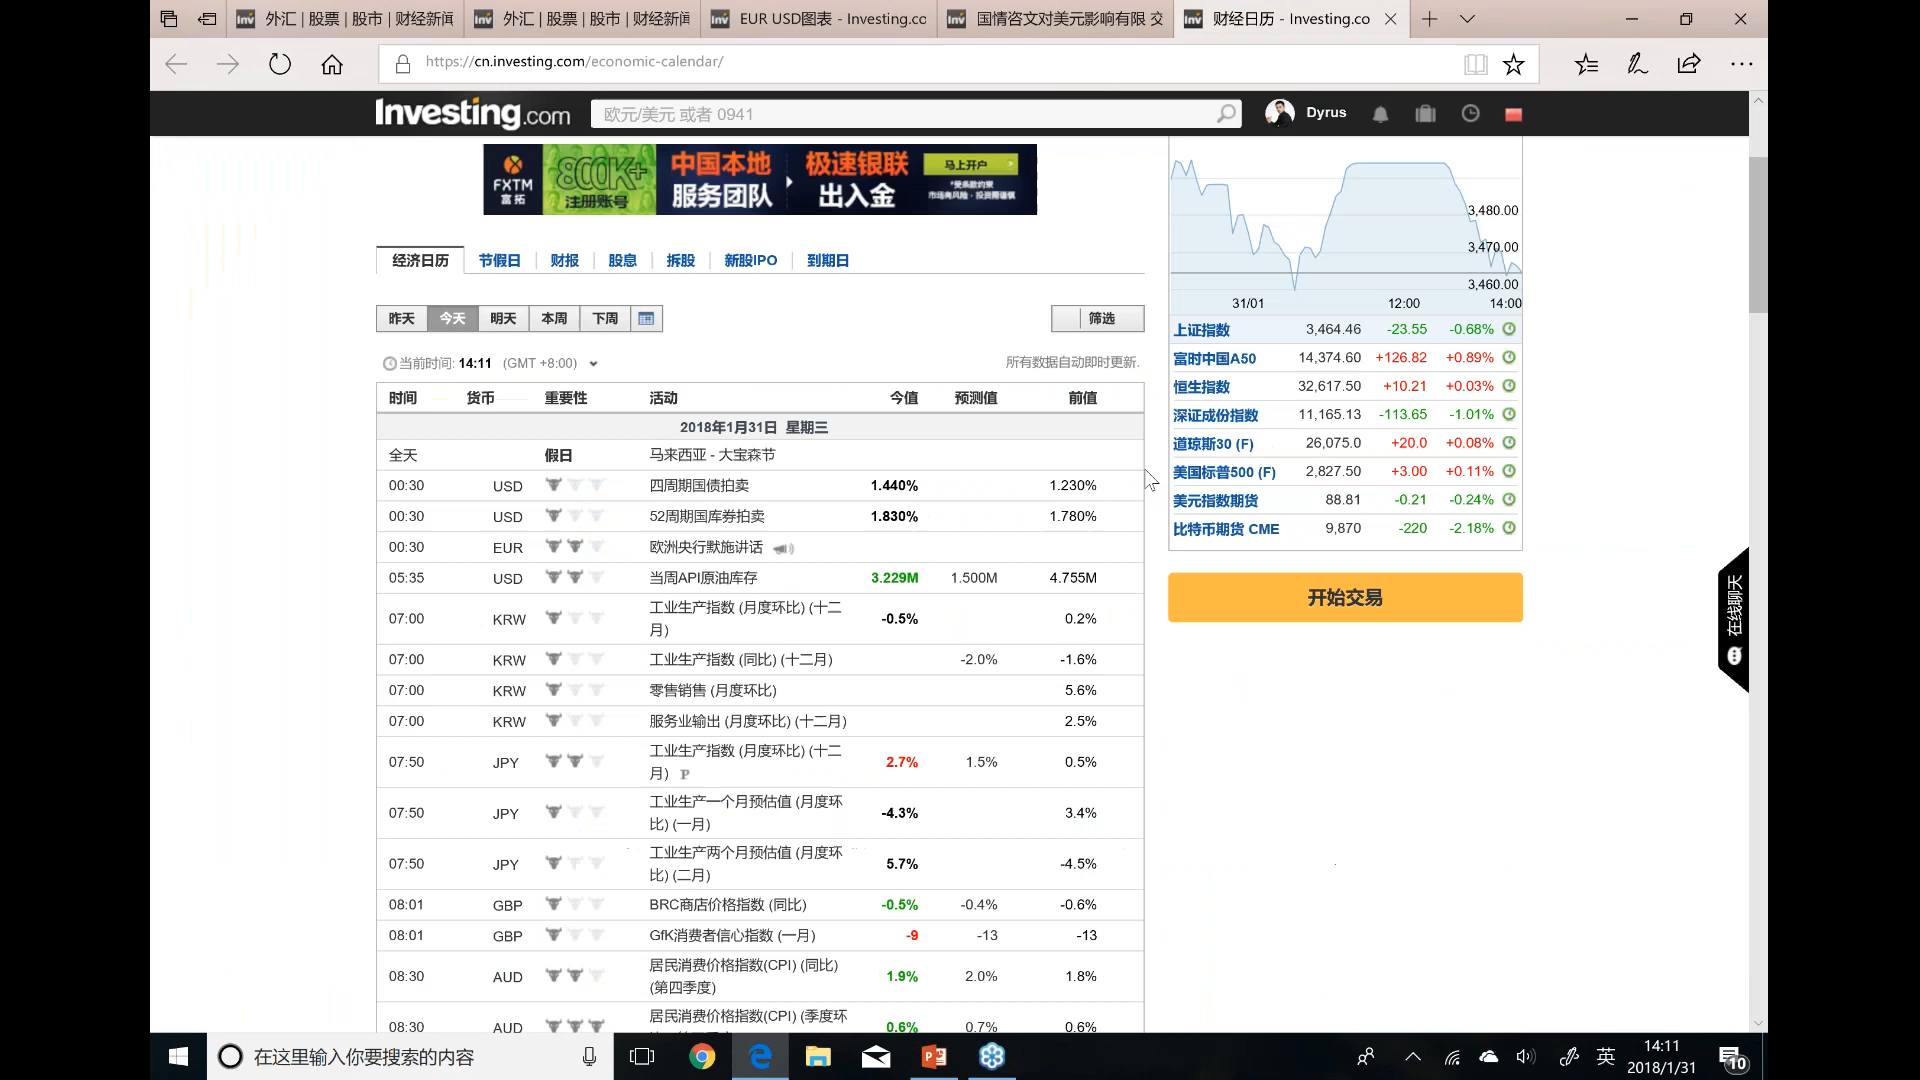 外汇 | 股票 | 股市 | 财经新闻
外汇 | 股票 | 股市 | 财经新闻
EUR USD图表 - Investing.co
国情咨文对美元影响有限 交
财经日历 - Investing.co
https://cn.investing.com/economic-calendar/
Investing.com
欧元/美元 或者 0941
Dyrus
FXTM
富拓
800K+
注册账号
中国本地
服务团队
极速银联
出入金
马上开户
经济日历 节假日 财报 股息 拆股 新股IPO 到期日
昨天 今天 明天 本周 下周 筛选
当前时间: 14:11 (GMT +8:00) 所有数据自动即时更新.
时间 货币 重要性 活动 今值 预测值 前值
2018年1月31日 星期三
全天 假日 马来西亚 - 大宝森节
00:30 USD 四周期国债拍卖 1.440% 1.230%
00:30 USD 52周期国库券拍卖 1.830% 1.780%
00:30 EUR 欧洲央行默施讲话
05:35 USD 当周API原油库存 3.229M 1.500M 4.755M
07:00 KRW 工业生产指数 (月度环比) (十二
月) -0.5% 0.2%
07:00 KRW 工业生产指数 (同比) (十二月) -2.0% -1.6%
07:00 KRW 零售销售 (月度环比) 5.6%
07:00 KRW 服务业输出 (月度环比) (十二月) 2.5%
07:50 JPY 工业生产指数 (月度环比) (十二
月) P 2.7% 1.5% 0.5%
07:50 JPY 工业生产一个月预估值 (月度环
比) (一月) -4.3% 3.4%
07:50 JPY 工业生产两个月预估值 (月度环
比) (二月) 5.7% -4.5%
08:01 GBP BRC商店价格指数 (同比) -0.5% -0.4% -0.6%
08:01 GBP GfK消费者信心指数 (一月) -9 -13 -13
08:30 AUD 居民消费价格指数(CPI) (同比)
(第四季度) 1.9% 2.0% 1.8%
08:30 AUD 居民消费价格指数(CPI) (季度环
0.6% 0.7% 0.6%
3,480.00
3,470.00
3,460.00
31/01 12:00 14:00
上证指数 3,464.46 -23.55 -0.68%
富时中国A50 14,374.60 +126.82 +0.89%
恒生指数 32,617.50 +10.21 +0.03%
深证成份指数 11,165.13 -113.65 -1.01%
道琼斯30 (F) 26,075.0 +20.0 +0.08%
美国标普500 (F) 2,827.50 +3.00 +0.11%
美元指数期货 88.81 -0.21 -0.24%
比特币期货 CME 9,870 -220 -2.18%
开始交易
在线聊天
在这里输入你要搜索的内容
英
14:11
2018/1/31
10